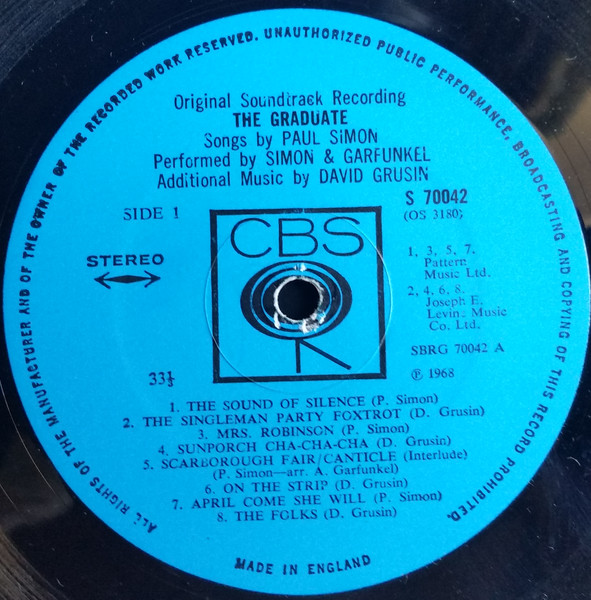 ALL RIGHTS OF THE MANUFACTURER AND OF THE OWNER OF THE RECORDED WORK RESERVED. UNAUTHORIZED PUBLIC PERFORMANCE, BROADCASTING AND COPYING OF THIS RECORD PROHIBITED.
Original Soundtrack Recording
THE GRADUATE
Songs by PAUL SIMON
Performed by SIMON & GARFUNKEL
Additional Music by DAVID GRUSIN
SIDE 1
S 70042
(OS 3180)
CBS
STEREO
1, 3, 5, 7.
Pattern
Music Ltd.
2, 4, 6, 8.
Joseph E.
Levin: Music
Co. Ltd.
SBRG 70042 A
33⅓
℗ 1968
1. THE SOUND OF SILENCE (P. Simon)
2. THE SINGLEMAN PARTY FOXTROT (D. Grusin)
3. MRS. ROBINSON (P. Simon)
4. SUNPORCH CHA-CHA-CHA (D. Grusin)
5. SCARBOROUGH FAIR/CANTICLE (Interlude)
(P. Simon—arr. A. Garfunkel)
6. ON THE STRIP (D. Grusin)
7. APRIL COME SHE WILL (P. Simon)
8. THE FOLKS (D. Grusin)
MADE IN ENGLAND